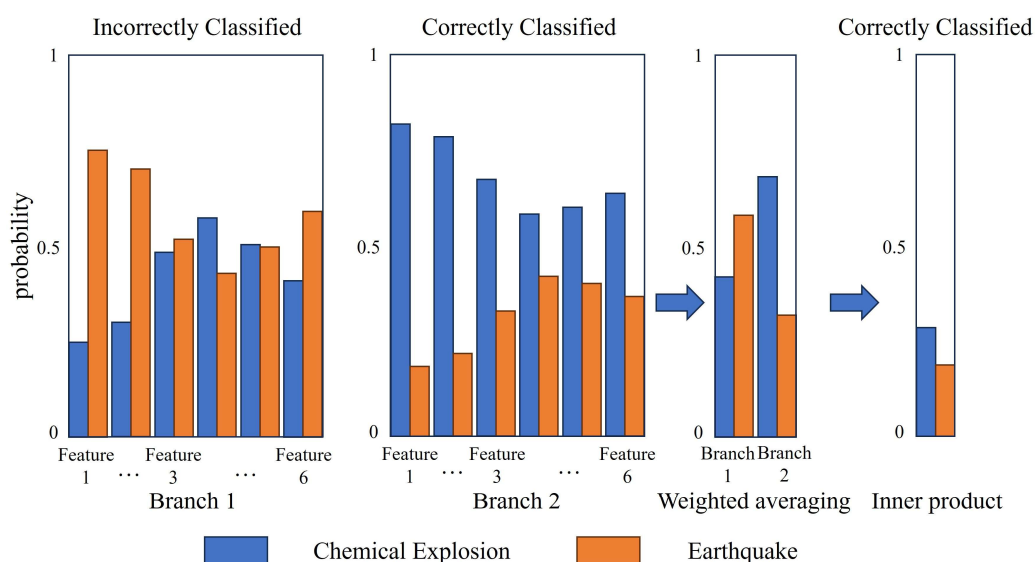 Incorrectly Classified
Correctly Classified
Correctly Classified
probability
1
0.5
0
1
0.5
0
1
0.5
0
1
0.5
0
Feature 1
…
Feature 3
…
Feature 6
Branch 1
Feature 1
…
Feature 3
…
Feature 6
Branch 2
Branch 1
Branch 2
Weighted averaging
Inner product
Chemical Explosion
Earthquake